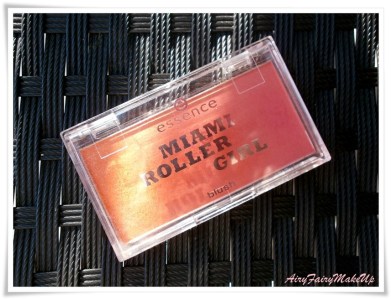 essence
MIAMI
ROLLER
GIRL
blush
AiryFairyMakeUp